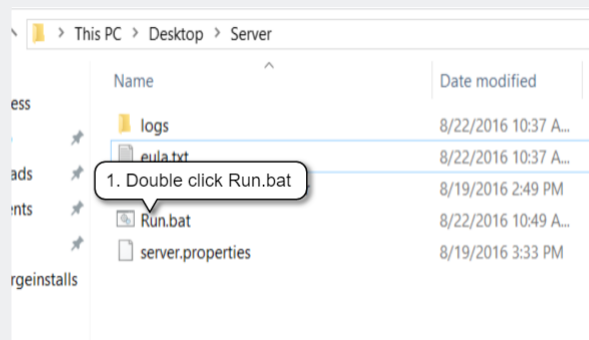 This PC > Desktop > Server
Name Date modified
ess
logs 8/22/2016 10:37 A...
eula.txt 8/22/2016 10:37 A...
ads
1. Double click Run.bat
8/19/2016 2:49 PM
ents
Run.bat 8/22/2016 10:49 A...
server.properties 8/19/2016 3:33 PM
rgeinstalls